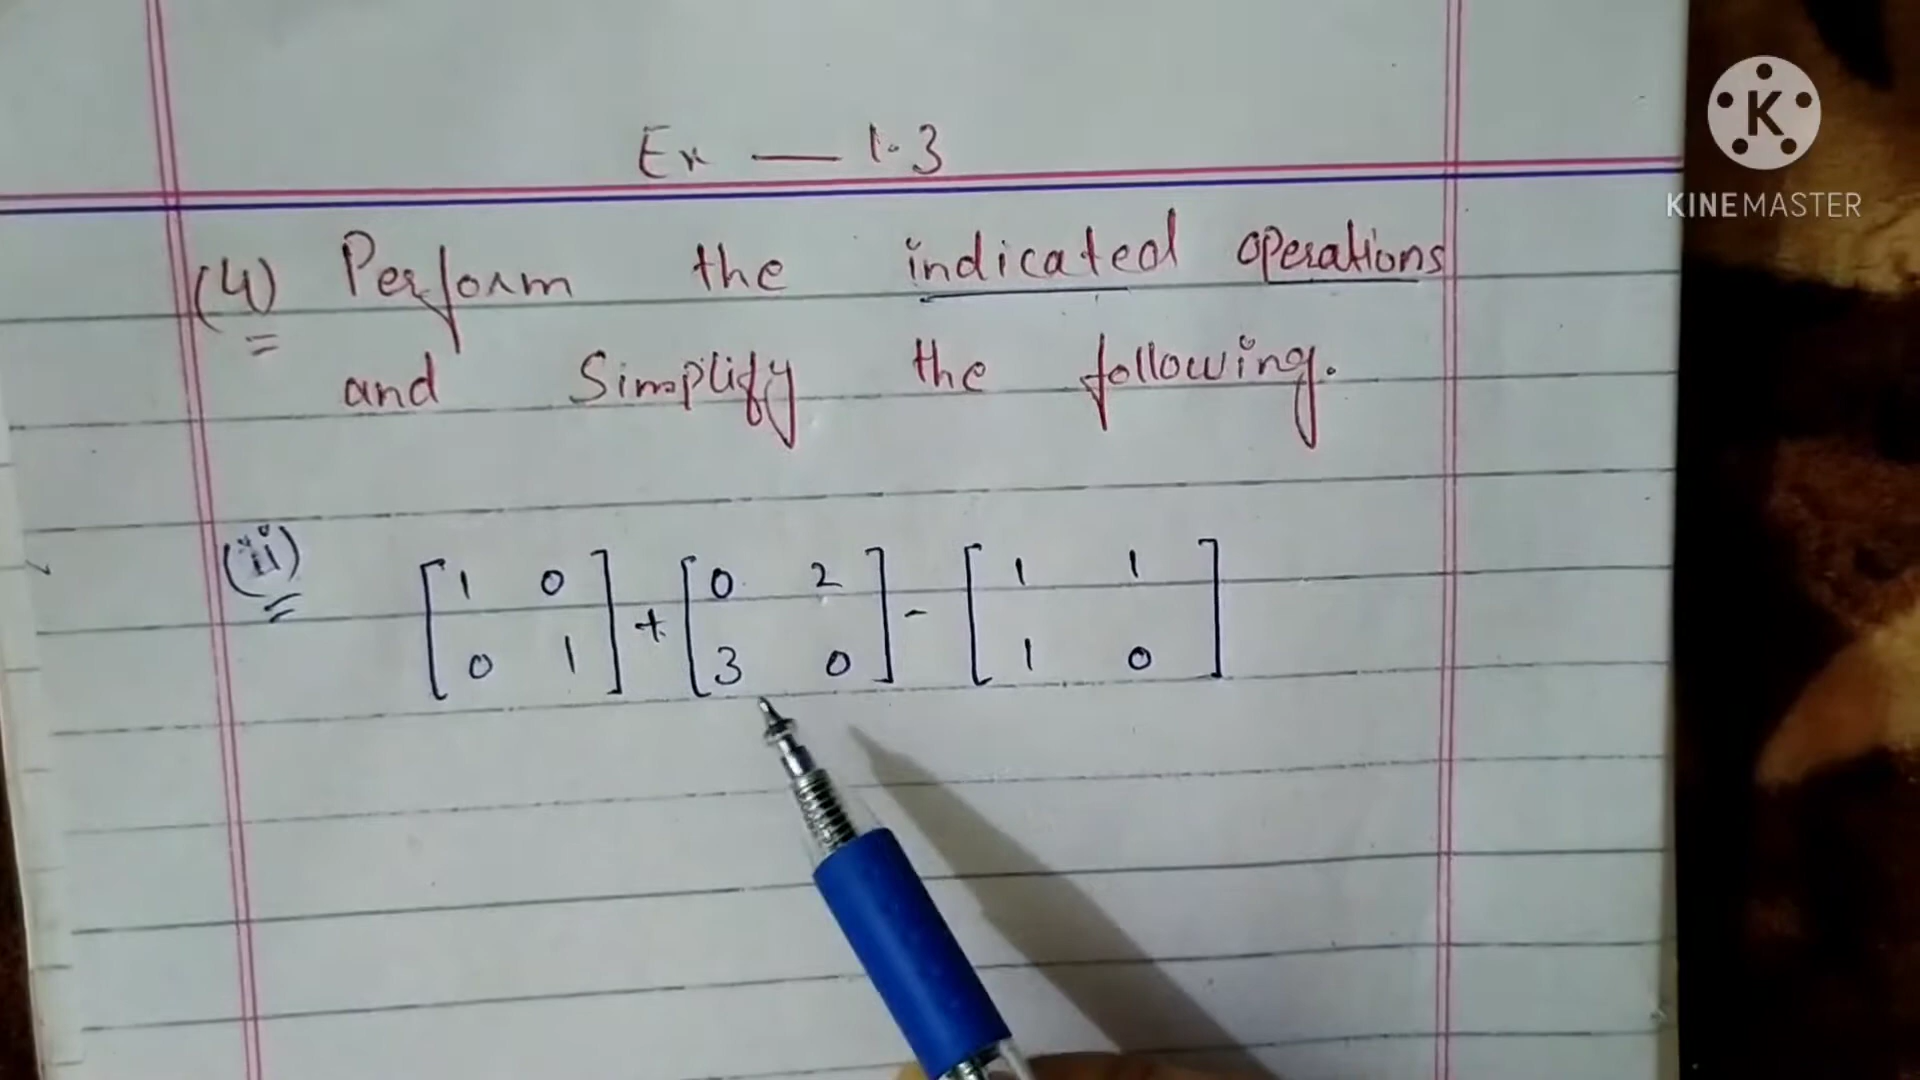 Ex — 1.3
(4) Perform the indicated operations
and Simplify the following.
(ii) [1 0 0 1] + [0 2 3 0] - [1 1 1 0]
K
KINEMASTER